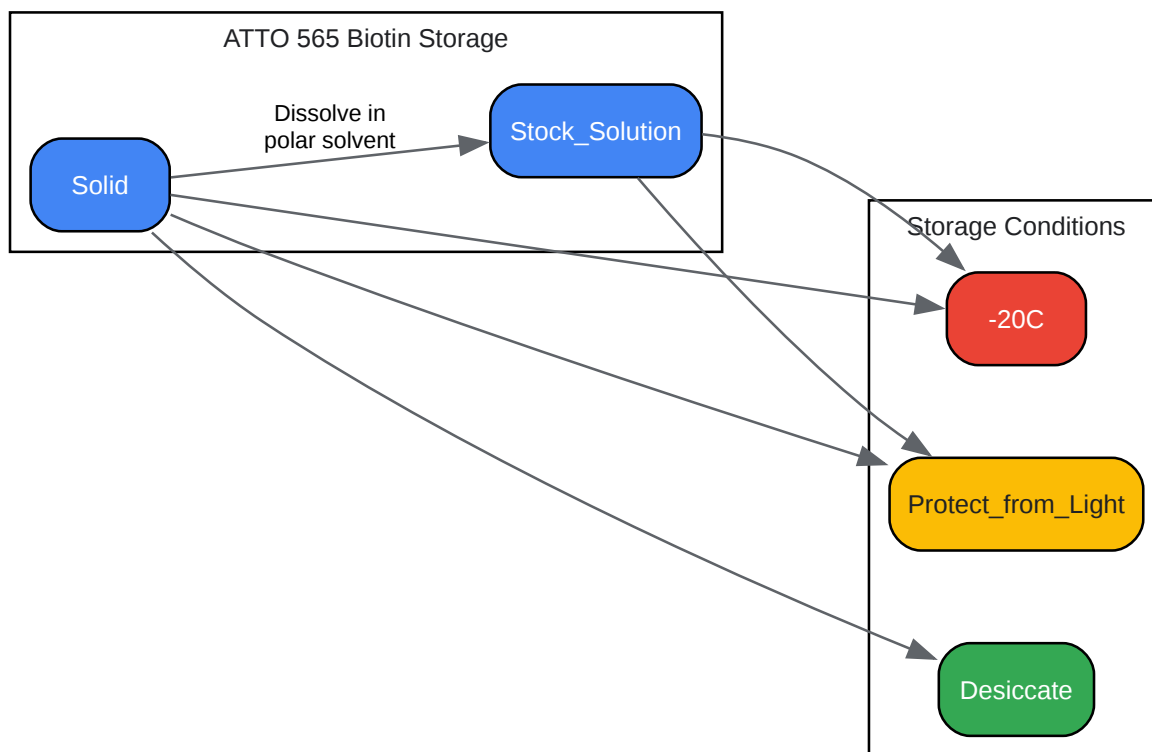 ATTO 565 Biotin Storage
Dissolve in
polar solvent
Stock_Solution
Solid
Storage Conditions
-20C
Protect_from_Light
Desiccate